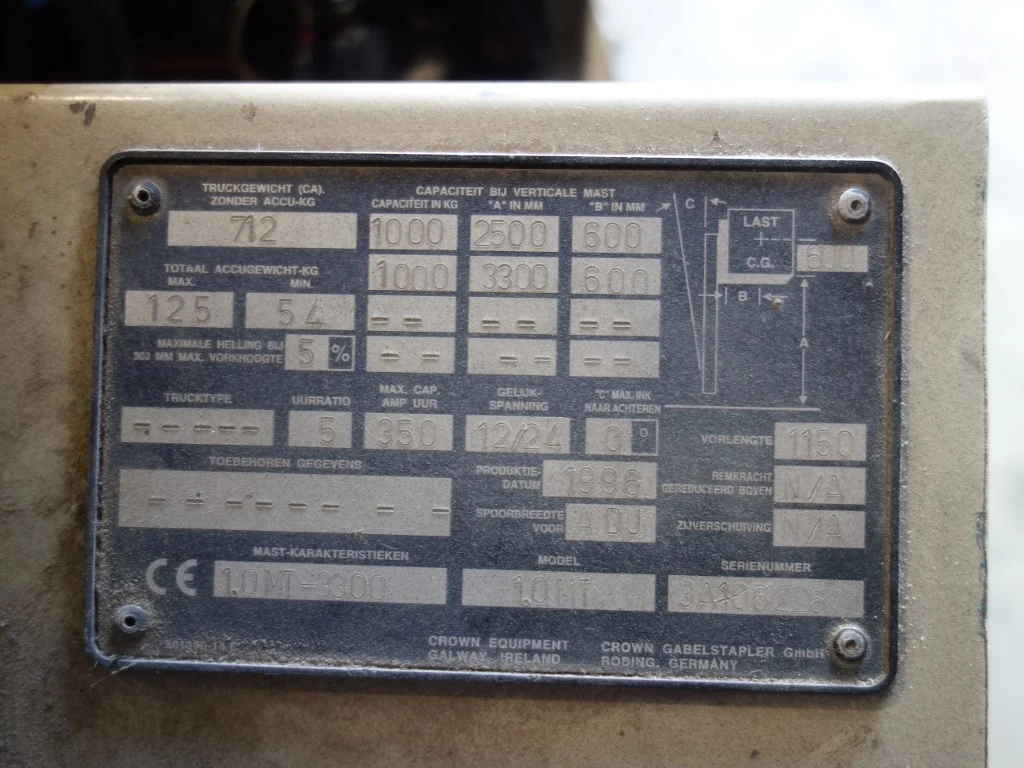 TRUCKGEWICHT (CA).
ZONDER ACCU-KG
712
CAPACITEIT BIJ VERTICALE MAST
CAPACITEIT IN KG "A" IN MM "B" IN MM
1000 2500 600
1000 3300 600
-- -- --
-- -- --
C
LAST
C.G.
600
B
A
TOTAAL ACCUGEWICHT-KG
MAX. MIN.
125 54
MAXIMALE HELLING BIJ
300 MM MAX. VORKHOOGTE
5 %
TRUCKTYPE
-----
UURRATIO
5
MAX. CAP.
AMP UUR
350
GELIJK-
SPANNING
12/24
"C" MAX. INK
NAAR ACHTEREN
0 °
VORLENGTE 1150
TOEBEHOREN GEGEVENS
- - - - - - -
PRODUKTIE-
DATUM
1996
REMKRACHT
GEREDUCEERD BOVEN
N/A
SPOORBREEDTE
VOOR
ADJ
ZIJVERSCHUIVING N/A
CE
MAST-KARAKTERISTIEKEN
1.0MT-3300
MODEL
1.0MT
SERIENUMMER
CROWN EQUIPMENT
GALWAY, IRELAND
CROWN GABELSTAPLER GmbH
RODING, GERMANY